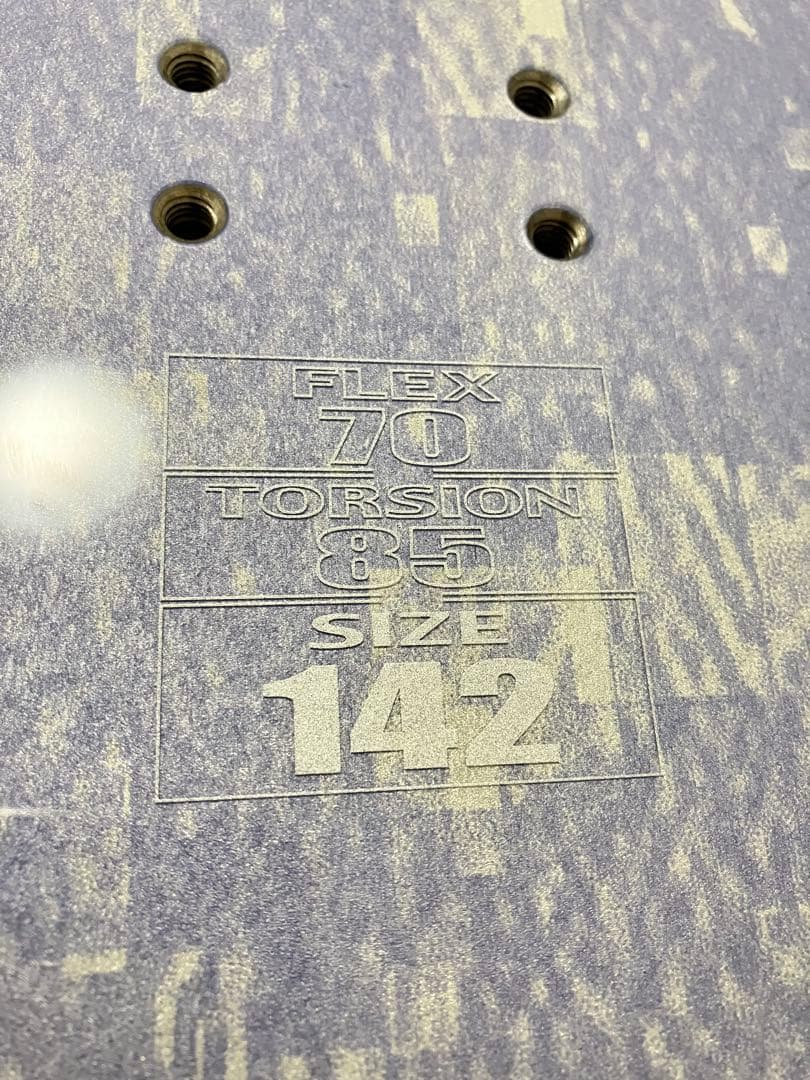 FLEX
70
TORSION
85
SIZE
142